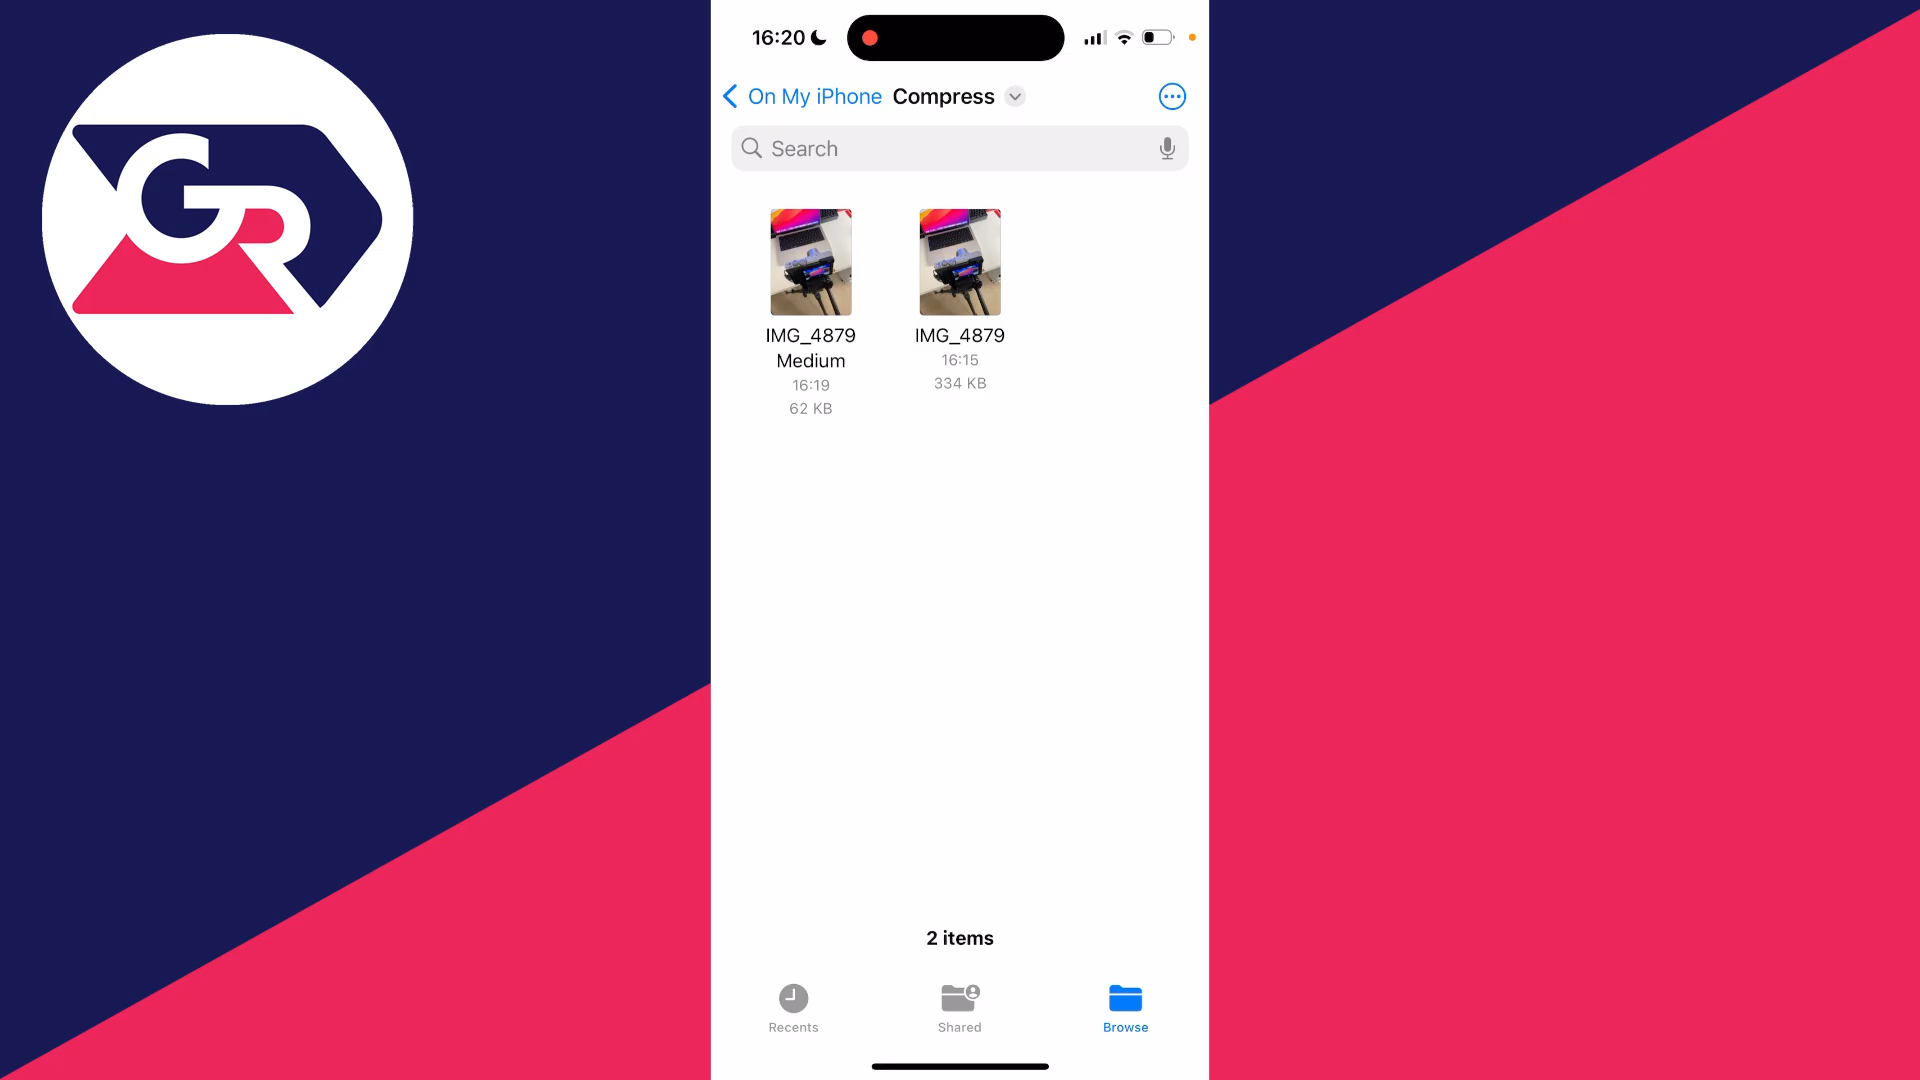 GR
16:20
On My iPhone Compress
Search
IMG_4879
Medium
16:19
62 KB
IMG_4879
16:15
334 KB
2 items
Recents
Shared
Browse